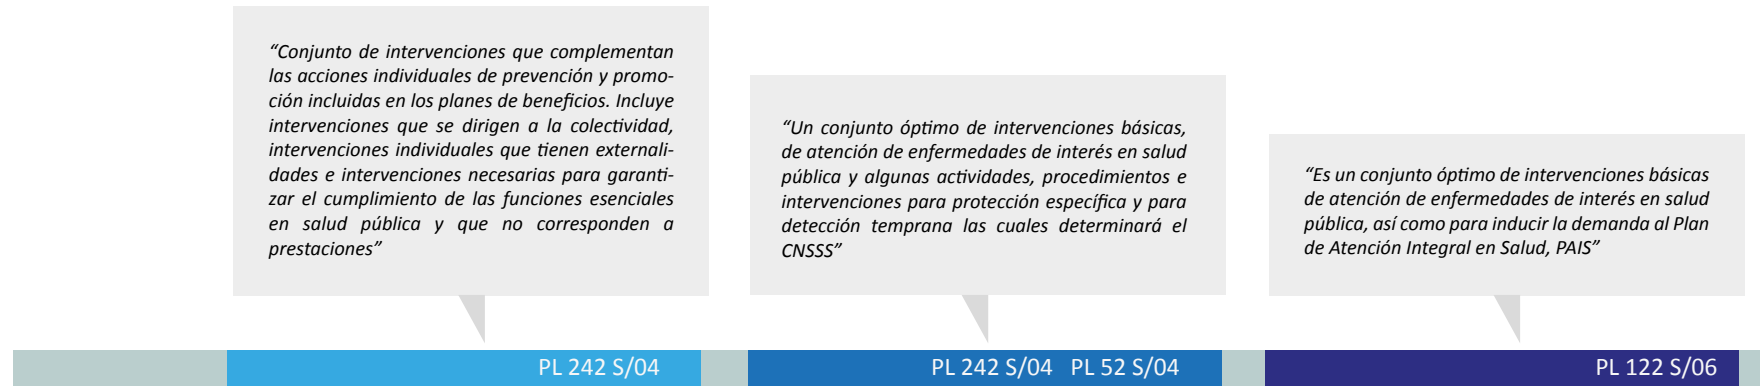 “Conjunto de intervenciones que complementan
las acciones individuales de prevención y promo-
ción incluidas en los planes de beneficios. Incluye
intervenciones que se dirigen a la colectividad,
intervenciones individuales que tienen externali-
dades e intervenciones necesarias para garanti-
zar el cumplimiento de las funciones esenciales
en salud pública y que no corresponden a
prestaciones”
“Un conjunto óptimo de intervenciones básicas,
de atención de enfermedades de interés en salud
pública y algunas actividades, procedimientos e
intervenciones para protección específica y para
detección temprana las cuales determinará el
CNSSS”
“Es un conjunto óptimo de intervenciones básicas
de atención de enfermedades de interés en salud
pública, así como para inducir la demanda al Plan
de Atención Integral en Salud, PAIS”
PL 242 S/04
PL 242 S/04 PL 52 S/04
PL 122 S/06